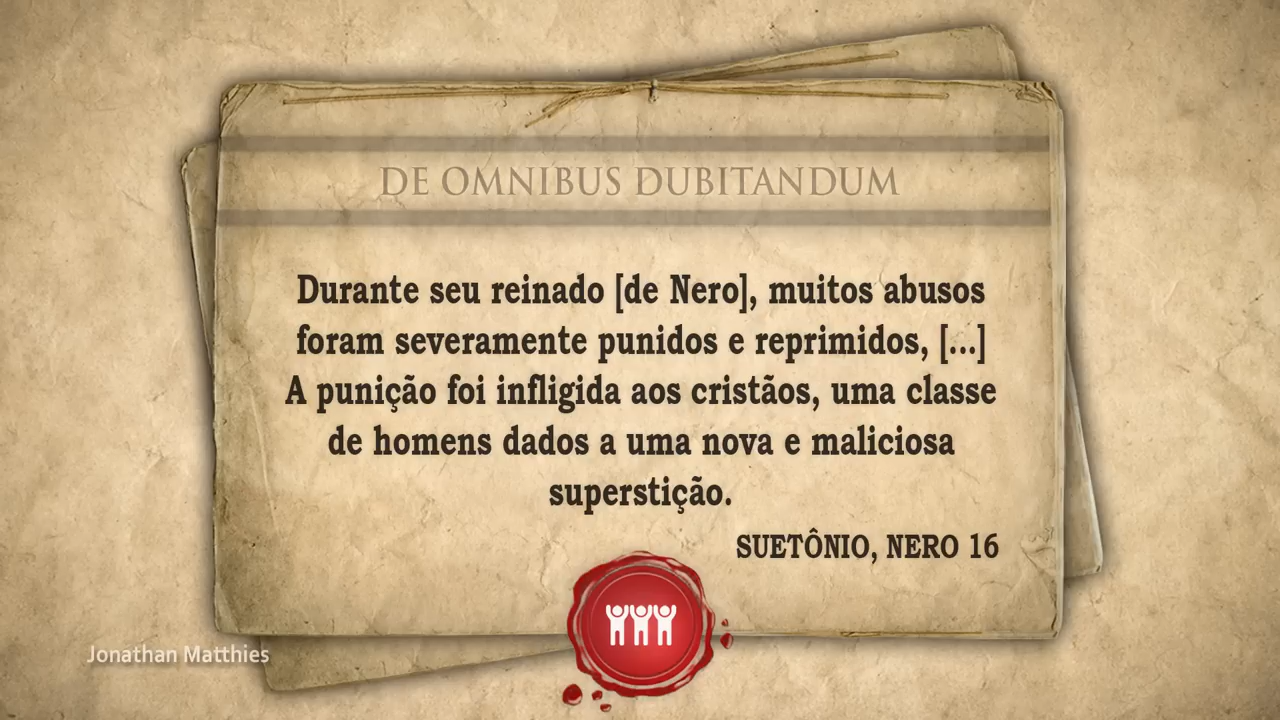 DE OMNIBUS DUBITANDUM
Durante seu reinado [de Nero], muitos abusos
foram severamente punidos e reprimidos, [...]
A punição foi infligida aos cristãos, uma classe
de homens dados a uma nova e maliciosa
superstição.
SUETÔNIO, NERO 16
Jonathan Matthies